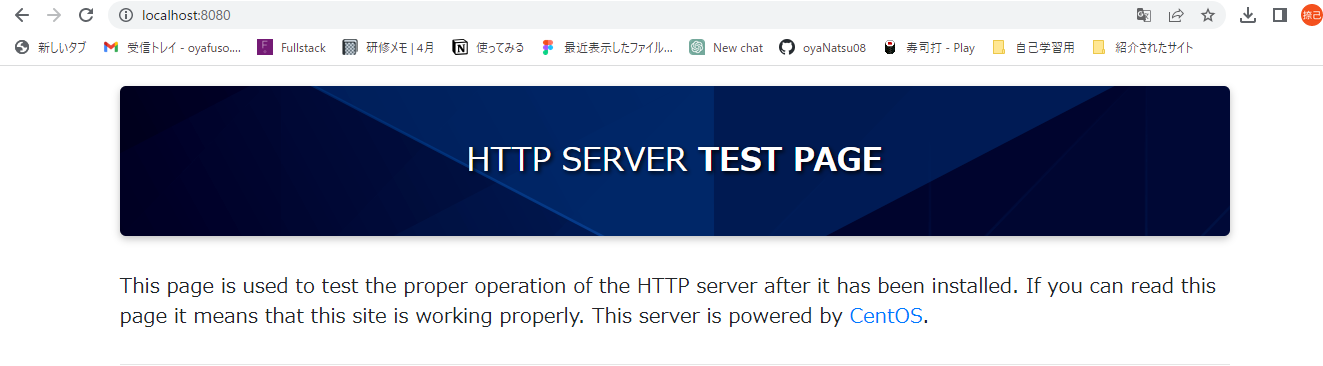 localhost:8080
捺己
新しいタブ 受信トレイ - oyafuso.... Fullstack 研修メモ | 4月 使ってみる 最近表示したファイル... New chat oyaNatsu08 寿司打 - Play 自己学習用 紹介されたサイト
HTTP SERVER TEST PAGE
This page is used to test the proper operation of the HTTP server after it has been installed. If you can read this
page it means that this site is working properly. This server is powered by CentOS.